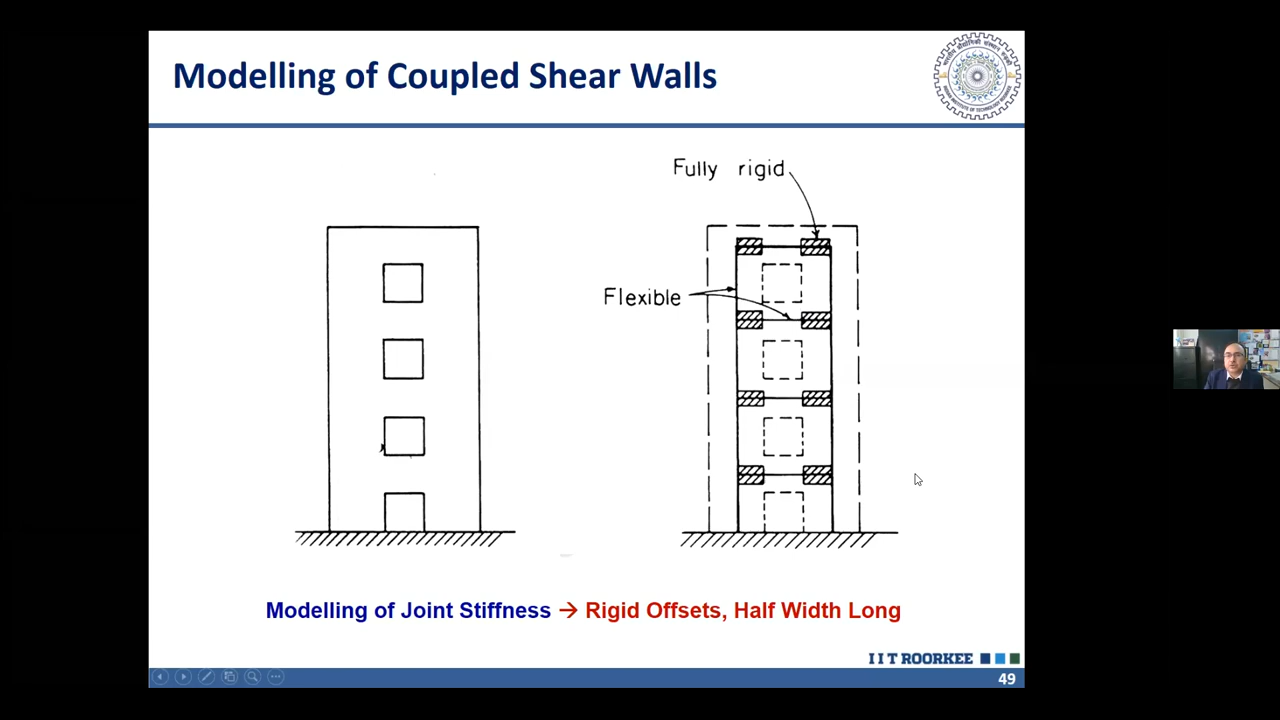 Modelling of Coupled Shear Walls
Fully rigid
Flexible
Modelling of Joint Stiffness → Rigid Offsets, Half Width Long
I I T ROORKEE
49